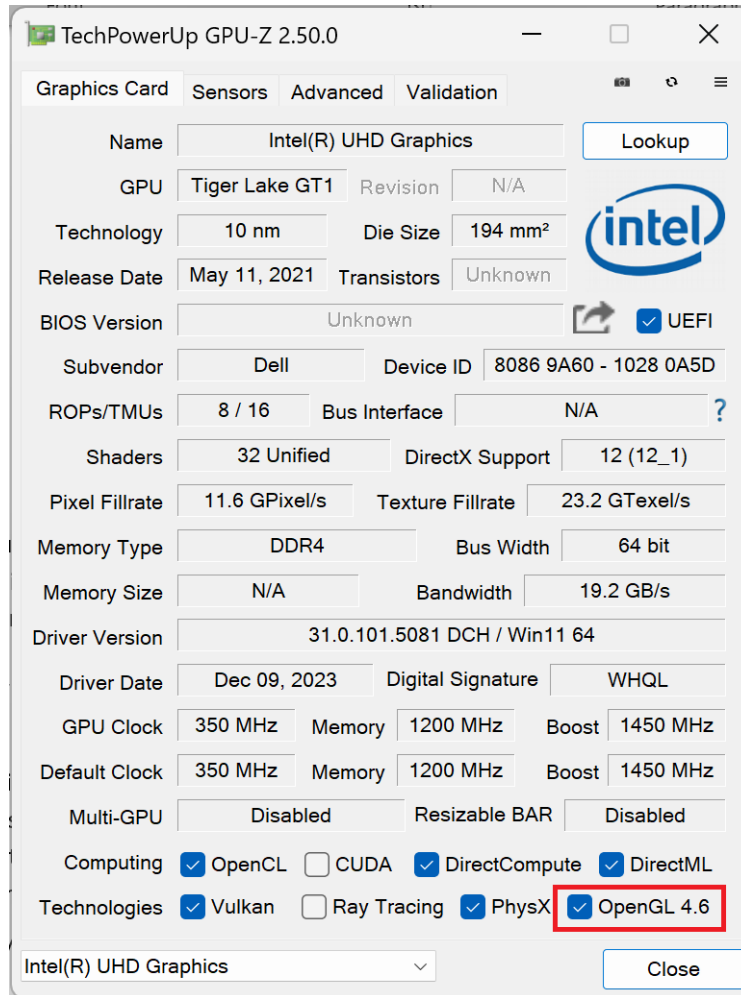 TechPowerUp GPU-Z 2.50.0
Graphics Card Sensors Advanced Validation
Name Intel(R) UHD Graphics Lookup
GPU Tiger Lake GT1 Revision N/A
Technology 10 nm Die Size 194 mm²
intel
Release Date May 11, 2021 Transistors Unknown
BIOS Version Unknown UEFI
Subvendor Dell Device ID 8086 9A60 - 1028 0A5D
ROPs/TMUs 8 / 16 Bus Interface N/A ?
Shaders 32 Unified DirectX Support 12 (12_1)
Pixel Fillrate 11.6 GPixel/s Texture Fillrate 23.2 GTexel/s
Memory Type DDR4 Bus Width 64 bit
Memory Size N/A Bandwidth 19.2 GB/s
Driver Version 31.0.101.5081 DCH / Win11 64
Driver Date Dec 09, 2023 Digital Signature WHQL
GPU Clock 350 MHz Memory 1200 MHz Boost 1450 MHz
Default Clock 350 MHz Memory 1200 MHz Boost 1450 MHz
Multi-GPU Disabled Resizable BAR Disabled
Computing OpenCL CUDA DirectCompute DirectML
Technologies Vulkan Ray Tracing PhysX OpenGL 4.6
Intel(R) UHD Graphics Close